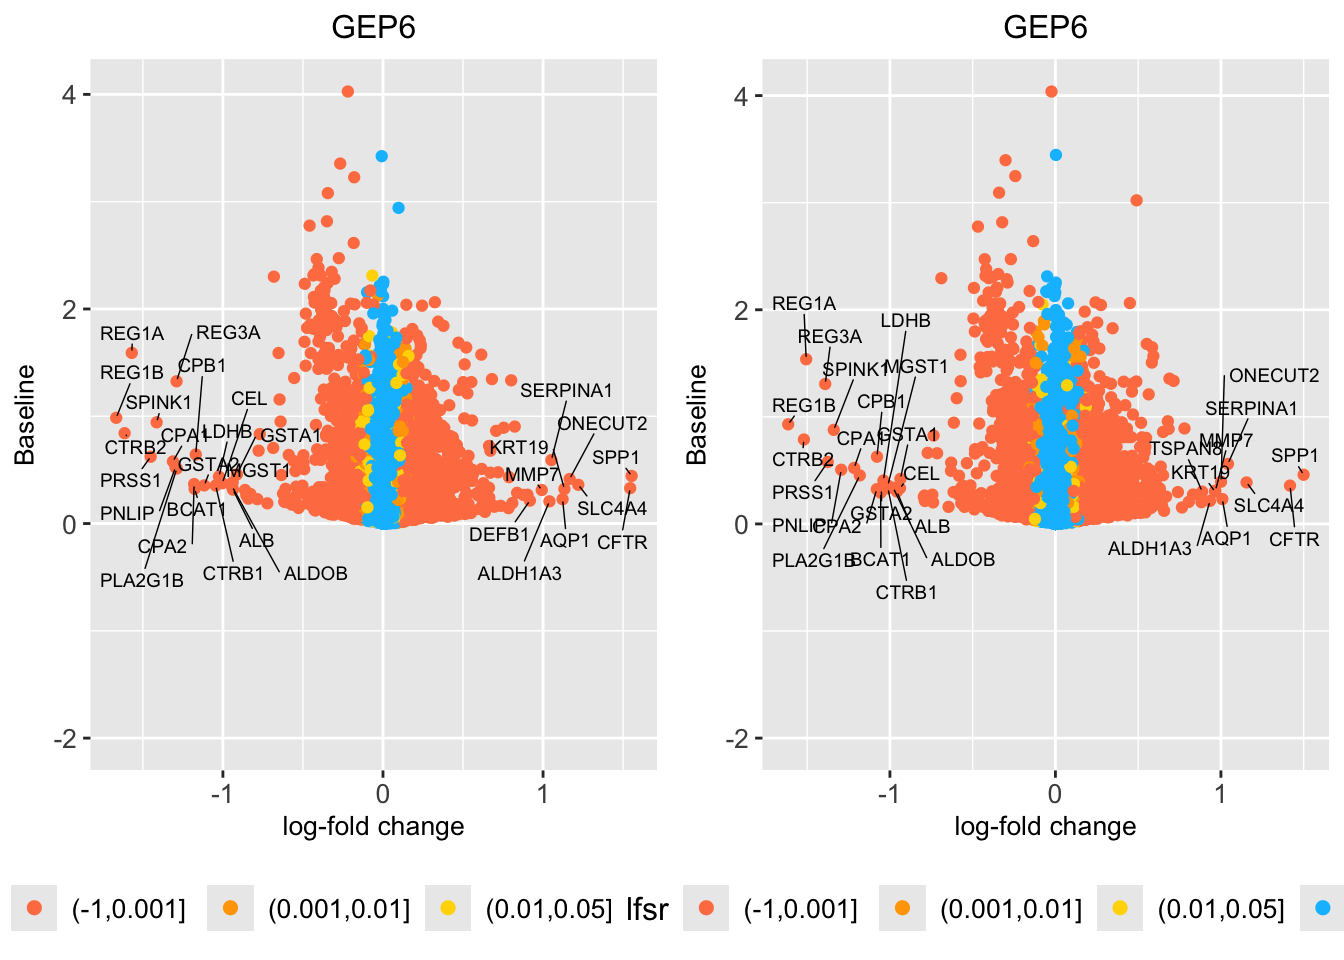 GEP6
GEP6
4
2
0
-2
Baseline
REG1A
REG3A
REG1B
CPB1
SPINK1
CEL
CTRB2
CPA1
LDHB
GSTA1
GSTA2
MGST1
PRSS1
PNLIP
BCAT1
CPA2
ALB
PLA2G1B
CTRB1
ALDOB
SERPINA1
ONECUT2
KRT19
SPP1
MMP7
SLC4A4
DEFB1
AQP1
CFTR
ALDH1A3
-1
0
1
log-fold change
4
2
0
-2
Baseline
REG1A
LDHB
REG3A
SPINK1
MGST1
REG1B
CPB1
CPA1
GSTA1
CTRB2
CEL
PRSS1
GSTA2
PNLIP
CPA2
ALB
PLA2G1B
BCAT1
ALDOB
CTRB1
ONECUT2
SERPINA1
TSPAN8
MMP7
SPP1
KRT19
SLC4A4
ALDH1A3
AQP1
CFTR
-1
0
1
log-fold change
(-1,0.001]
(0.001,0.01]
(0.01,0.05]
lfsr
(-1,0.001]
(0.001,0.01]
(0.01,0.05]